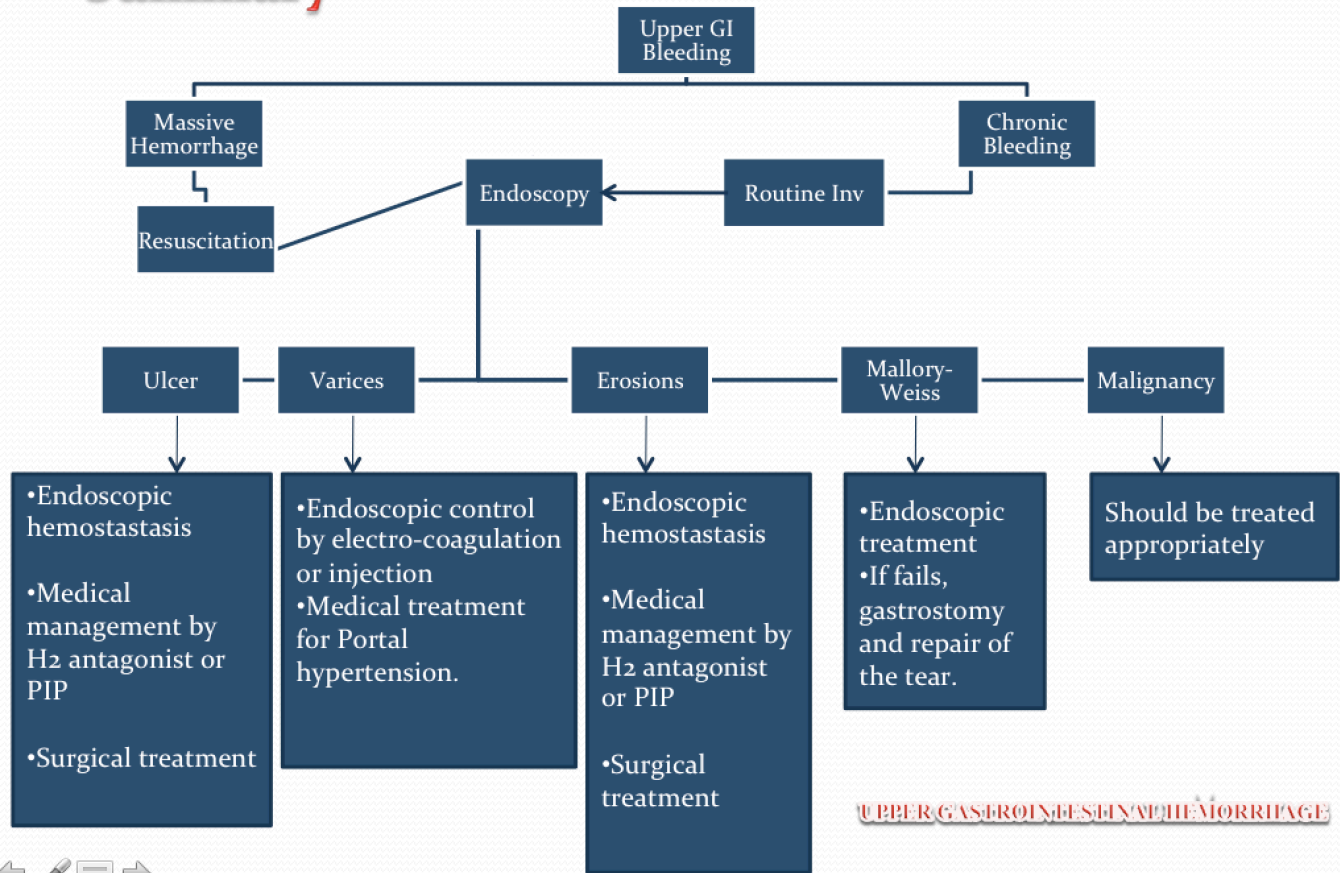 Upper GI
Bleeding
Massive
Hemorrhage
Chronic
Bleeding
Endoscopy
Routine Inv
Resuscitation
Ulcer
Varices
Erosions
Mallory-
Weiss
Malignancy
•Endoscopic
hemostastasis
•Medical
management by
H2 antagonist or
PIP
•Surgical treatment
•Endoscopic control
by electro-coagulation
or injection
•Medical treatment
for Portal
hypertension.
•Endoscopic
hemostastasis
•Medical
management by
H2 antagonist
or PIP
•Surgical
treatment
•Endoscopic
treatment
•If fails,
gastrostomy
and repair of
the tear.
Should be treated
appropriately
UPPER GASTROINTESTINAL HEMORRHAGE